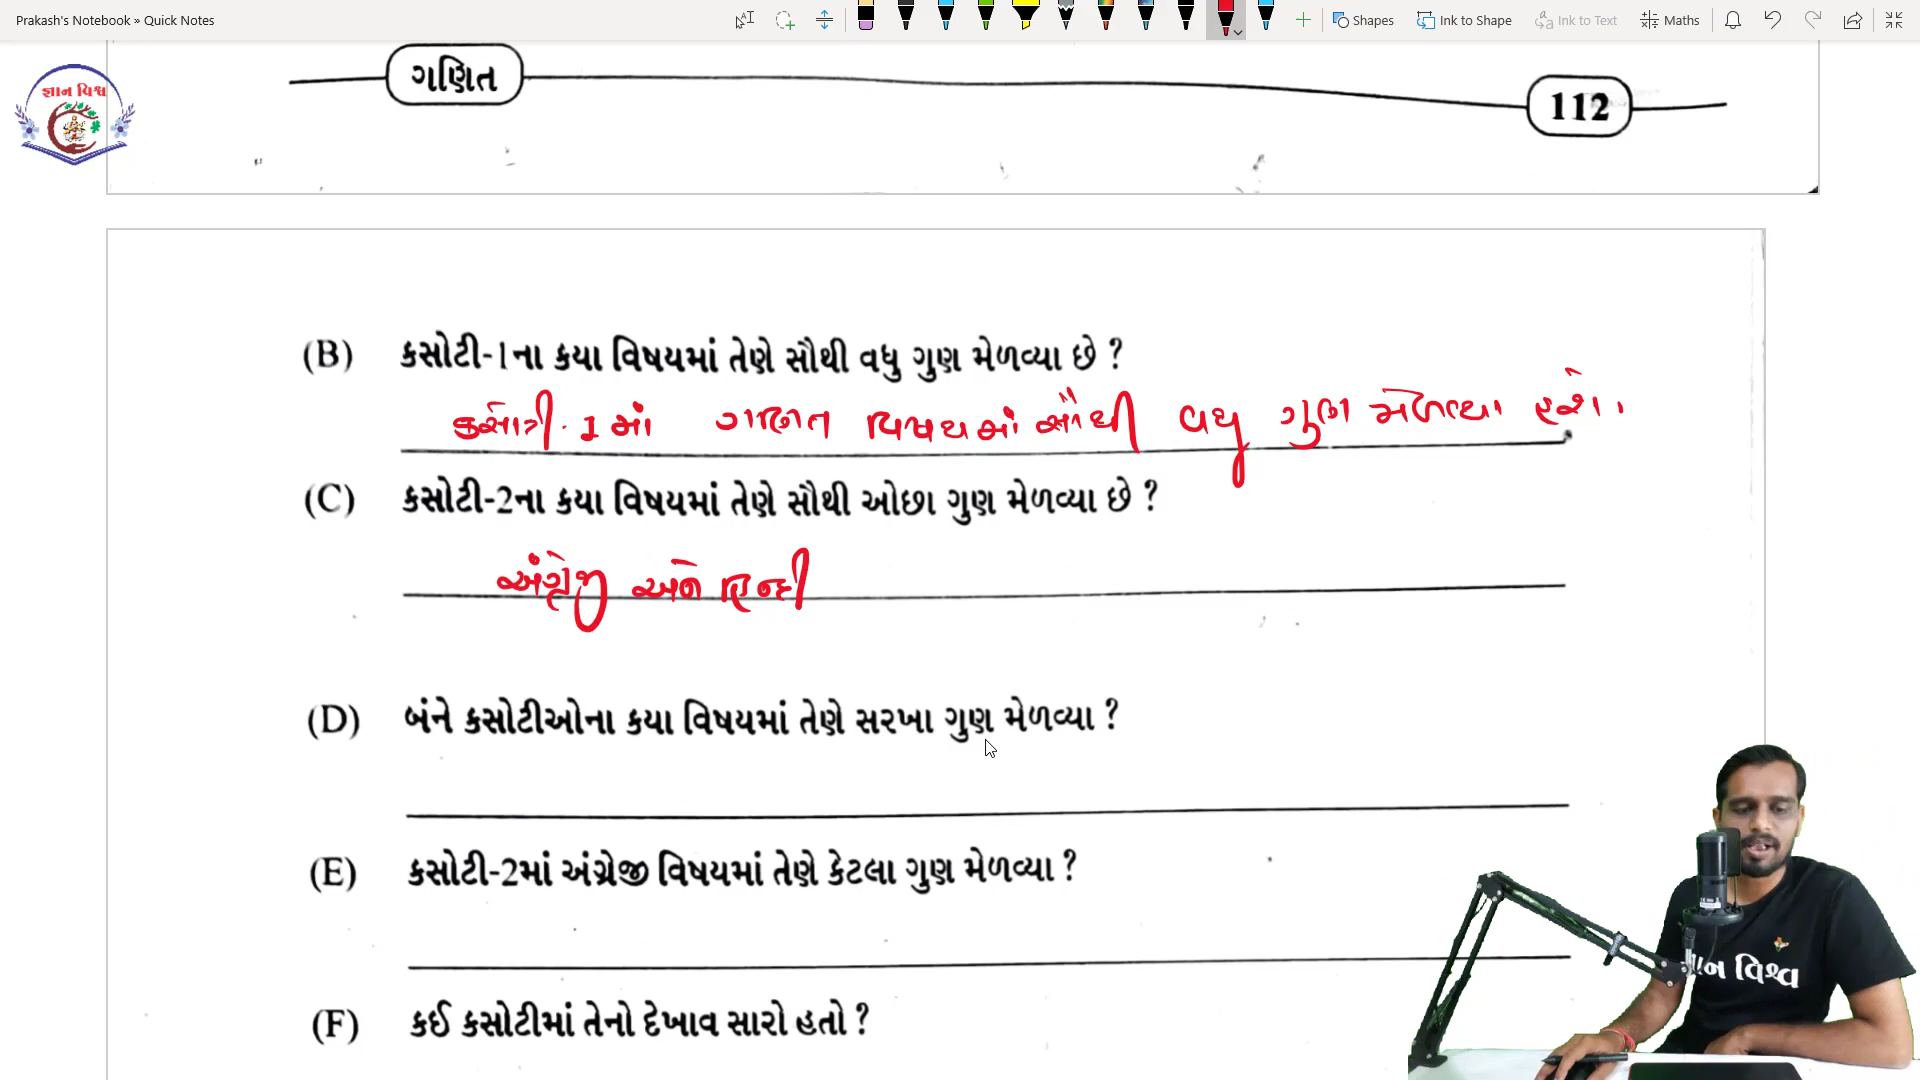 Prakash's Notebook » Quick Notes
Shapes
Ink to Shape
Ink to Text
Maths
જ્ઞાન વિશ્વ
ગણિત
112
(B) કસોટી-1ના કયા વિષયમાં તેણે સૌથી વધુ ગુણ મેળવ્યા છે ?
કસોટી.1માં ગણિત વિષયમાં સૌથી વધુ ગુણ મેળવ્યા હશે.
(C) કસોટી-2ના કયા વિષયમાં તેણે સૌથી ઓછા ગુણ મેળવ્યા છે ?
અંગ્રેજી અને હિન્દી
(D) બંને કસોટીઓના કયા વિષયમાં તેણે સરખા ગુણ મેળવ્યા ?
(E) કસોટી-2માં અંગ્રેજી વિષયમાં તેણે કેટલા ગુણ મેળવ્યા ?
(F) કઈ કસોટીમાં તેનો દેખાવ સારો હતો ?
વિશ્વ